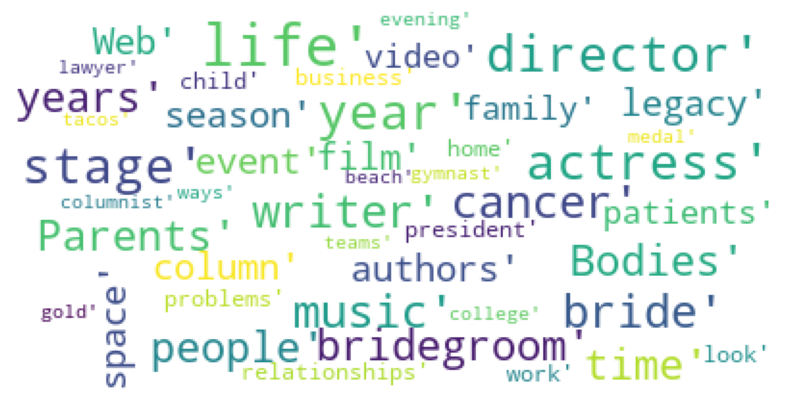 evening'
Web' life' video' director'
lawyer' child' business'
years' season' year' family' legacy'
tacos' medal'
stage' event' film' home' actress'
beach' gymnast'
columnist' ways' writer' cancer' patients'
Parents' teams' president'
column' authors' Bodies'
space'
gold' problems' music' college' bride'
people' bridegroom' time' look'
relationships' work'